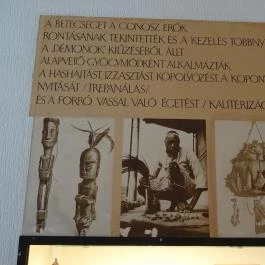 A BETEGSÉGET A GONOSZ ERŐK
RONTÁSÁNAK TEKINTETTÉK ÉS A KEZELÉS TÖBBNY
A „DÉMONOK” KIŰZÉSÉBŐL ÁLLT.
ALAPVETŐ GYÓGYMÓDKÉNT ALKALMAZTÁK
A HASHAJTÁST, IZZASZTÁST, KÖPÖLYÖZÉST, A KOPON
NYITÁSÁT /TREPANÁLÁS/
ÉS A FORRÓ VASSAL VALÓ ÉGETÉST /KAUTERIZÁC